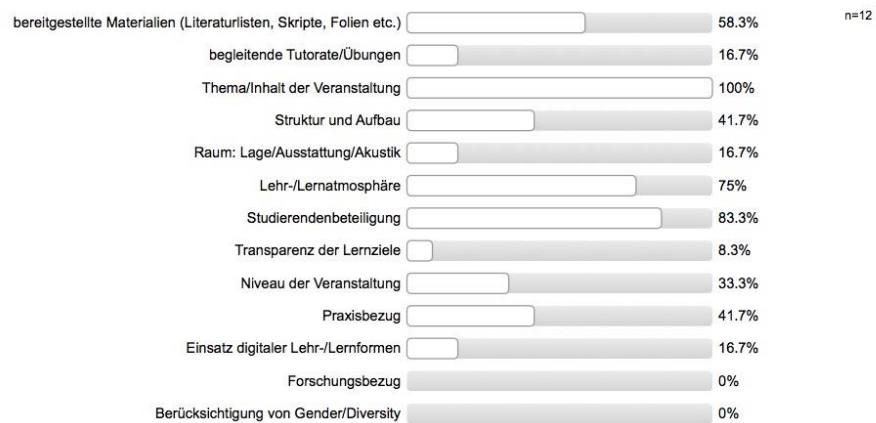 bereitgestellte Materialien (Literaturlisten, Skripte, Folien etc.) 58.3% n=12
begleitende Tutorate/Übungen 16.7%
Thema/Inhalt der Veranstaltung 100%
Struktur und Aufbau 41.7%
Raum: Lage/Ausstattung/Akustik 16.7%
Lehr-/Lernatmosphäre 75%
Studierendenbeteiligung 83.3%
Transparenz der Lernziele 8.3%
Niveau der Veranstaltung 33.3%
Praxisbezug 41.7%
Einsatz digitaler Lehr-/Lernformen 16.7%
Forschungsbezug 0%
Berücksichtigung von Gender/Diversity 0%